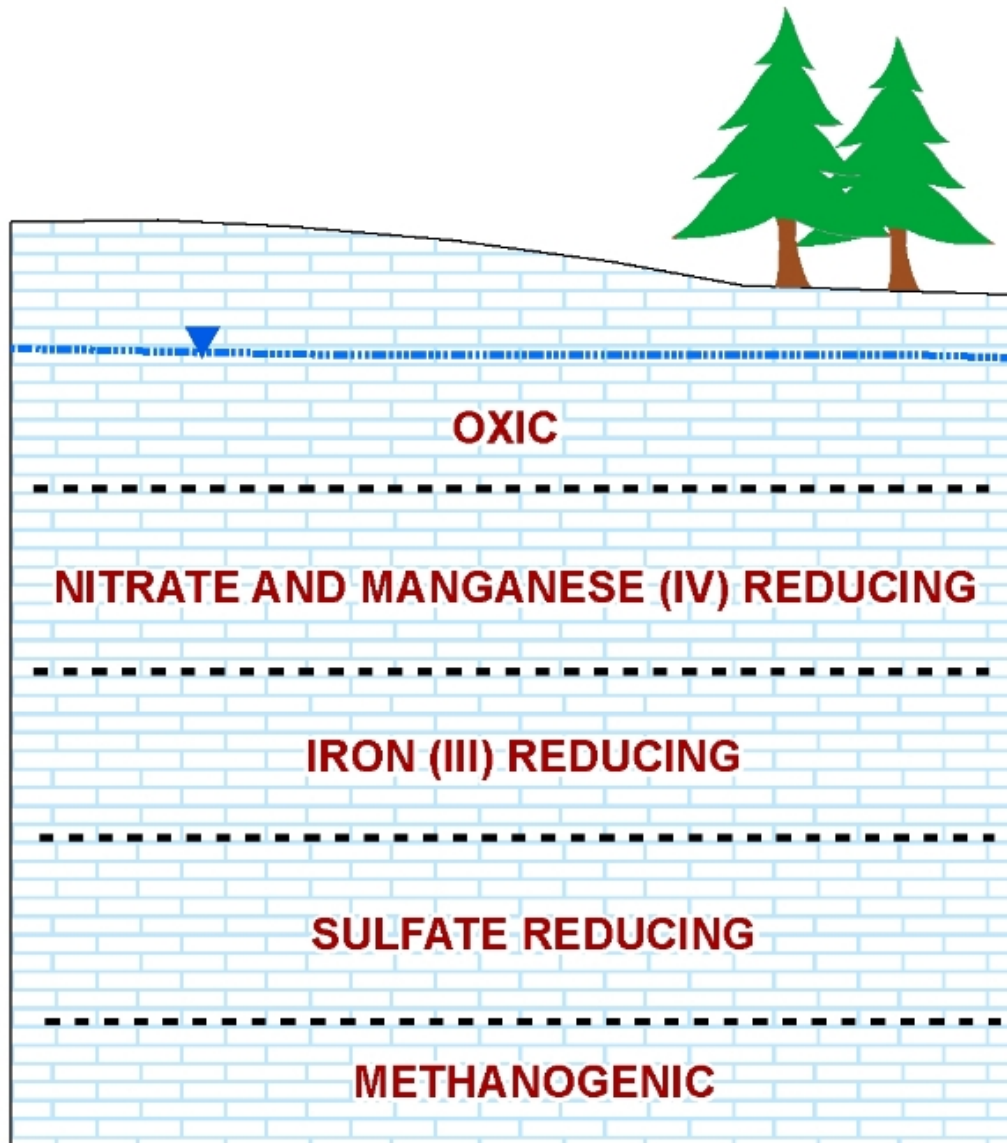 OXIC
NITRATE AND MANGANESE (IV) REDUCING
IRON (III) REDUCING
SULFATE REDUCING
METHANOGENIC